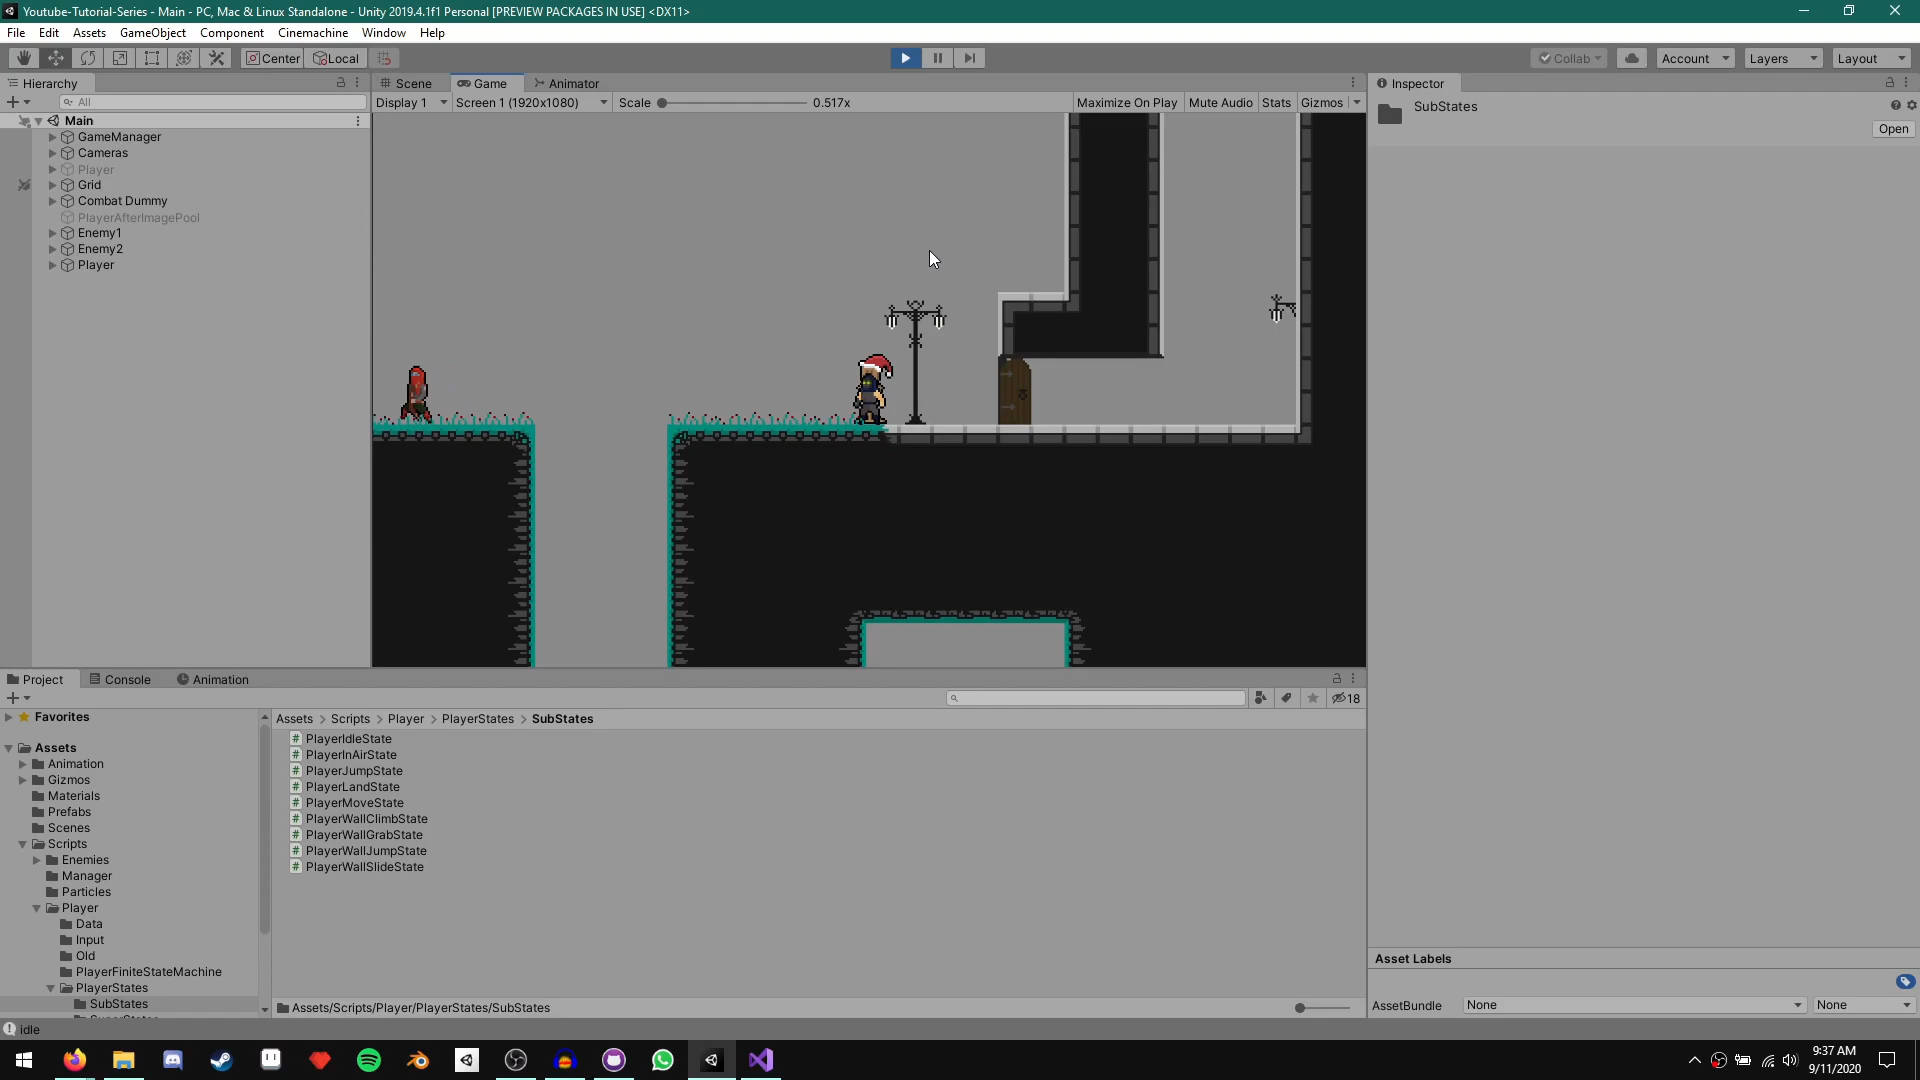 Youtube-Tutorial-Series - Main - PC, Mac & Linux Standalone - Unity 2019.4.1f1 Personal [PREVIEW PACKAGES IN USE] <DX11>
File Edit Assets GameObject Component Cinemachine Window Help
Center Local Collab Account Layers Layout
Hierarchy
All
Main
GameManager
Cameras
Player
Grid
Combat Dummy
PlayerAfterImagePool
Enemy1
Enemy2
Player
Scene Game Animator
Display 1 Screen 1 (1920x1080) Scale 0.517x Maximize On Play Mute Audio Stats Gizmos
Inspector
SubStates
Open
Project Console Animation
18
Favorites
Assets
Animation
Gizmos
Materials
Prefabs
Scenes
Scripts
Enemies
Manager
Particles
Player
Data
Input
Old
PlayerFiniteStateMachine
PlayerStates
SubStates
Assets > Scripts > Player > PlayerStates > SubStates
PlayerIdleState
PlayerInAirState
PlayerJumpState
PlayerLandState
PlayerMoveState
PlayerWallClimbState
PlayerWallGrabState
PlayerWallJumpState
PlayerWallSlideState
Assets/Scripts/Player/PlayerStates/SubStates
Asset Labels
AssetBundle None None
idle
9:37 AM
9/11/2020